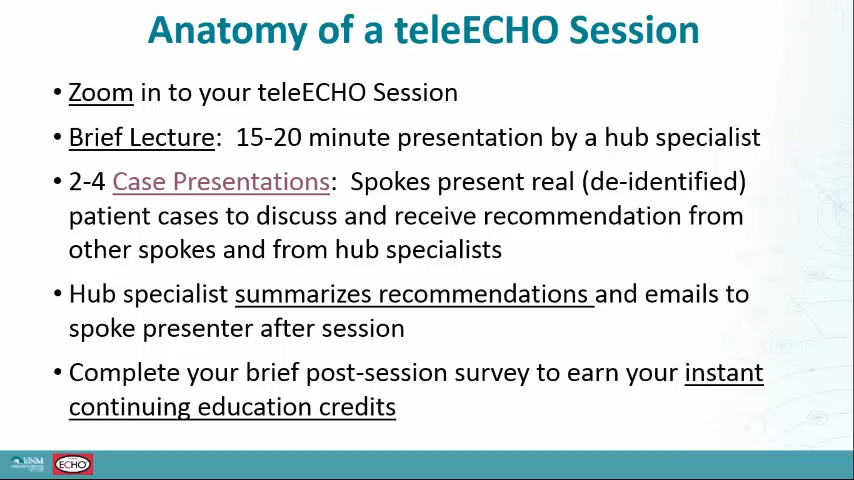 Anatomy of a teleECHO Session
• Zoom in to your teleECHO Session
• Brief Lecture: 15-20 minute presentation by a hub specialist
• 2-4 Case Presentations: Spokes present real (de-identified)
patient cases to discuss and receive recommendation from
other spokes and from hub specialists
• Hub specialist summarizes recommendations and emails to
spoke presenter after session
• Complete your brief post-session survey to earn your instant
continuing education credits
UNM
ECHO